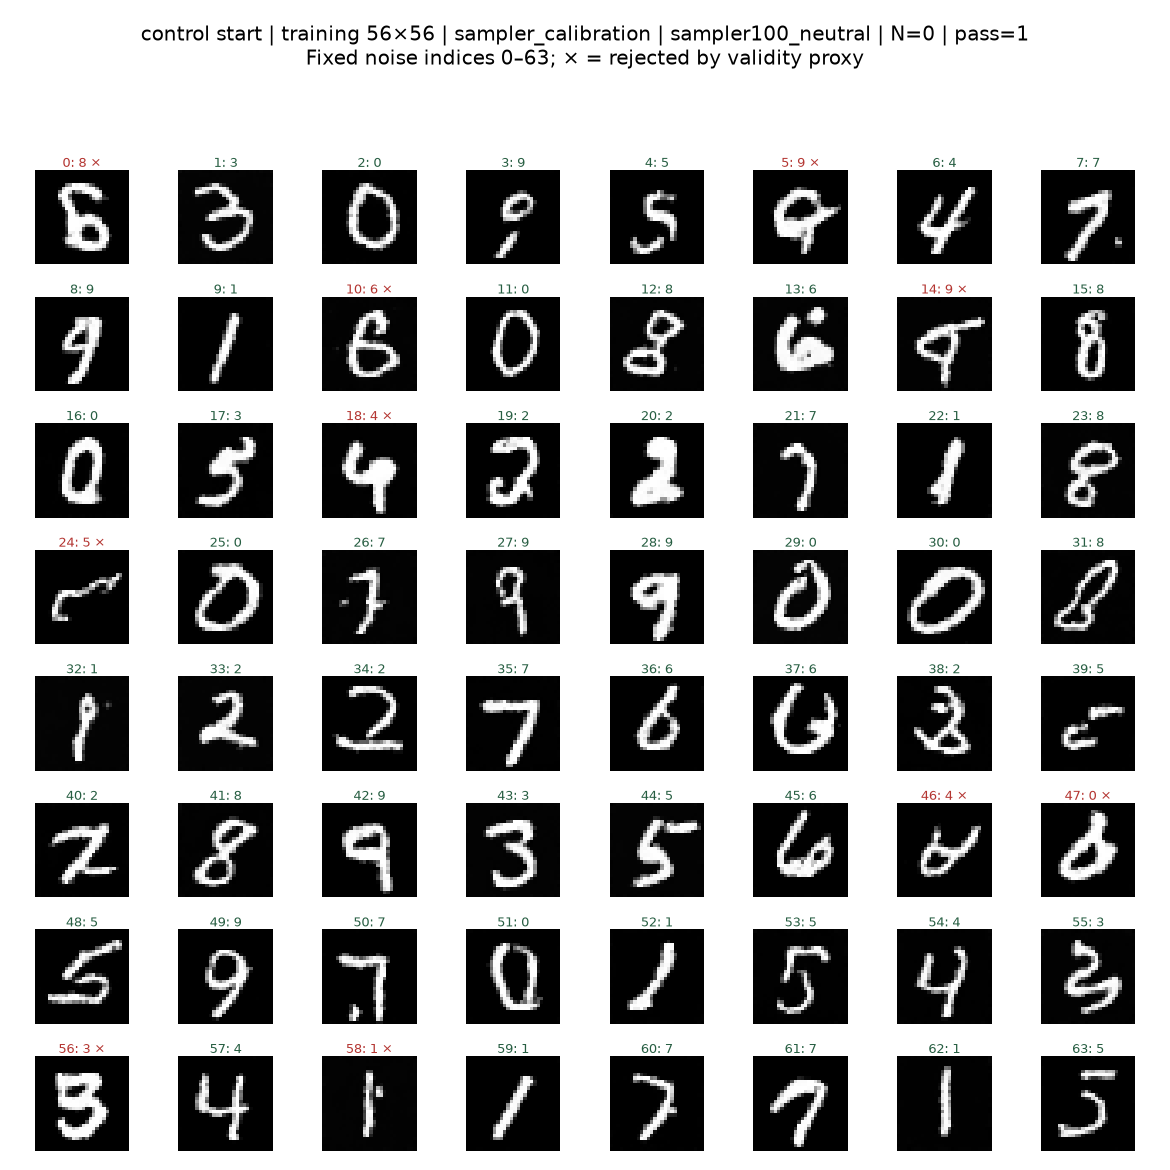 control start | training 56×56 | sampler_calibration | sampler100_neutral | N=0 | pass=1
Fixed noise indices 0–63; × = rejected by validity proxy
0: 8 × 1: 3 2: 0 3: 9 4: 5 5: 9 × 6: 4 7: 7
8: 9 9: 1 10: 6 × 11: 0 12: 8 13: 6 14: 9 × 15: 8
16: 0 17: 3 18: 4 × 19: 2 20: 2 21: 7 22: 1 23: 8
24: 5 × 25: 0 26: 7 27: 9 28: 9 29: 0 30: 0 31: 8
32: 1 33: 2 34: 2 35: 7 36: 6 37: 6 38: 2 39: 5
40: 2 41: 8 42: 9 43: 3 44: 5 45: 6 46: 4 × 47: 0 ×
48: 5 49: 9 50: 7 51: 0 52: 1 53: 5 54: 4 55: 3
56: 3 × 57: 4 58: 1 × 59: 1 60: 7 61: 7 62: 1 63: 5